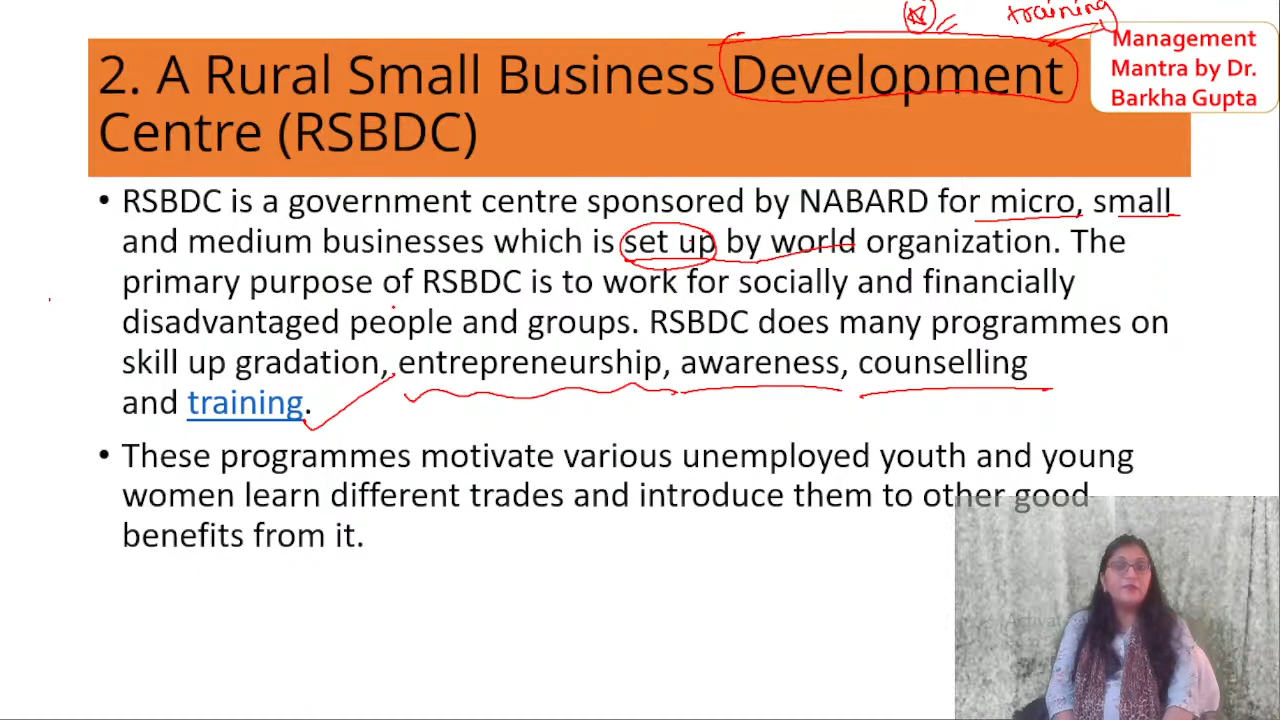 training
Management
Mantra by Dr.
Barkha Gupta
2. A Rural Small Business Development
Centre (RSBDC)
• RSBDC is a government centre sponsored by NABARD for micro, small
and medium businesses which is set up by world organization. The
primary purpose of RSBDC is to work for socially and financially
disadvantaged people and groups. RSBDC does many programmes on
skill up gradation, entrepreneurship, awareness, counselling
and training.
• These programmes motivate various unemployed youth and young
women learn different trades and introduce them to other good
benefits from it.
Activate